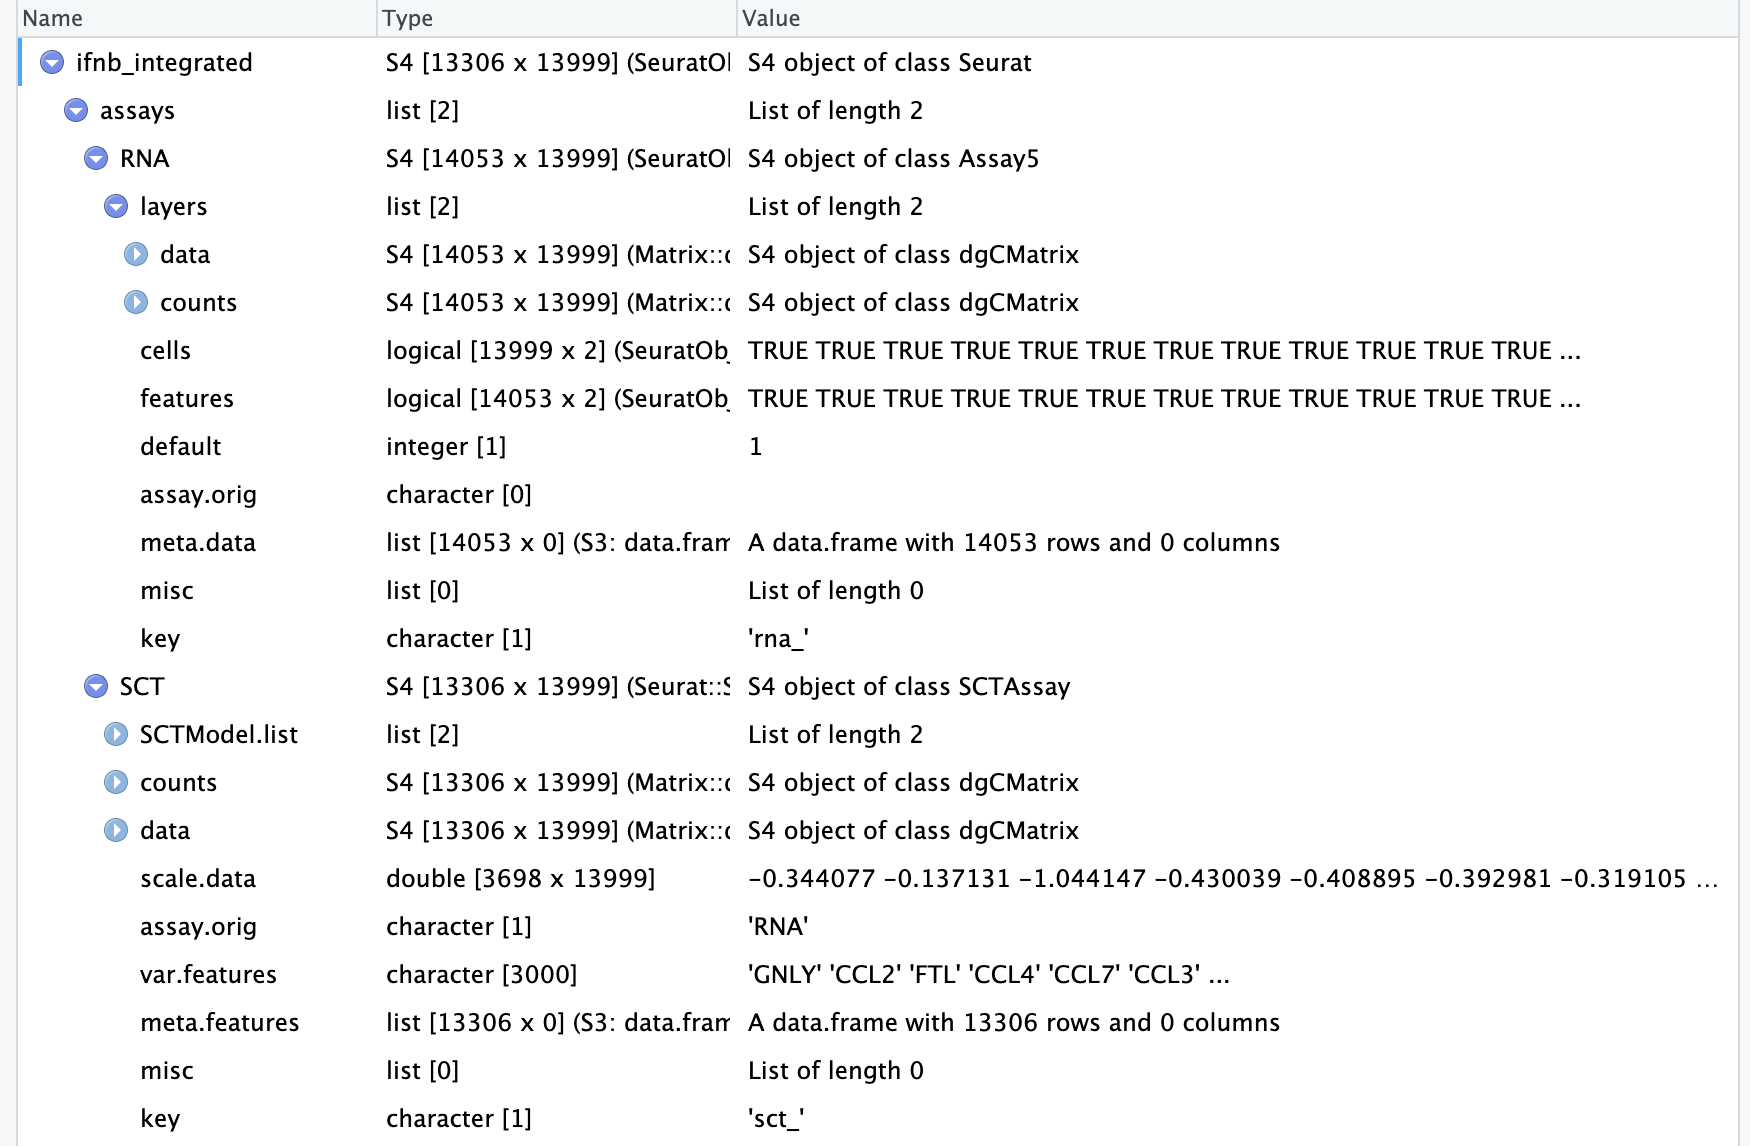 Name Type Value
ifnb_integrated S4 [13306 x 13999] (SeuratOl S4 object of class Seurat
assays list [2] List of length 2
RNA S4 [14053 x 13999] (SeuratOl S4 object of class Assay5
layers list [2] List of length 2
data S4 [14053 x 13999] (Matrix:: S4 object of class dgCMatrix
counts S4 [14053 x 13999] (Matrix:: S4 object of class dgCMatrix
cells logical [13999 x 2] (SeuratOb TRUE TRUE TRUE TRUE TRUE TRUE TRUE TRUE TRUE TRUE TRUE TRUE ...
features logical [14053 x 2] (SeuratOb TRUE TRUE TRUE TRUE TRUE TRUE TRUE TRUE TRUE TRUE TRUE TRUE ...
default integer [1] 1
assay.orig character [0]
meta.data list [14053 x 0] (S3: data.fram A data.frame with 14053 rows and 0 columns
misc list [0] List of length 0
key character [1] 'rna_'
SCT S4 [13306 x 13999] (Seurat::S S4 object of class SCTAssay
SCTModel.list list [2] List of length 2
counts S4 [13306 x 13999] (Matrix:: S4 object of class dgCMatrix
data S4 [13306 x 13999] (Matrix:: S4 object of class dgCMatrix
scale.data double [3698 x 13999] -0.344077 -0.137131 -1.044147 -0.430039 -0.408895 -0.392981 -0.319105 ...
assay.orig character [1] 'RNA'
var.features character [3000] 'GNLY' 'CCL2' 'FTL' 'CCL4' 'CCL7' 'CCL3' ...
meta.features list [13306 x 0] (S3: data.fram A data.frame with 13306 rows and 0 columns
misc list [0] List of length 0
key character [1] 'sct_'